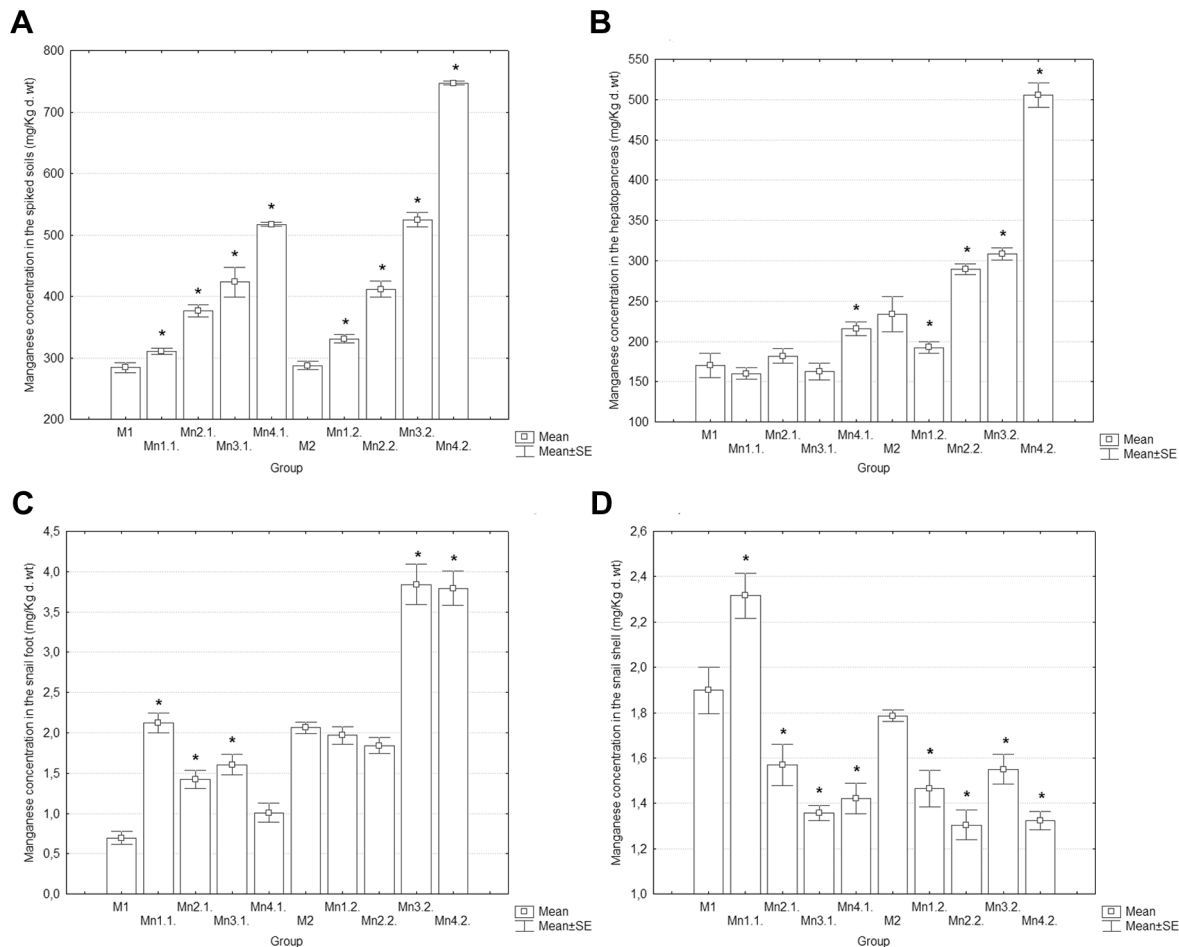 A
Manganese concentration in the spiked soils (mg/Kg d. wt)
800
700
600
500
400
300
200
*
*
*
*
*
*
*
*
M1
Mn1.1.
Mn2.1.
Mn3.1.
Mn4.1.
M2
Mn1.2.
Mn2.2.
Mn3.2.
Mn4.2.
Group
Mean
Mean±SE
B
Manganese concentration in the hepatopancreas (mg/Kg d. wt)
550
500
450
400
350
300
250
200
150
100
*
*
*
*
*
M1
Mn1.1.
Mn2.1.
Mn3.1.
Mn4.1.
M2
Mn1.2.
Mn2.2.
Mn3.2.
Mn4.2.
Group
Mean
Mean±SE
C
Manganese concentration in the snail foot (mg/Kg d. wt)
4,5
4,0
3,5
3,0
2,5
2,0
1,5
1,0
0,5
0,0
*
*
*
*
*
M1
Mn1.1.
Mn2.1.
Mn3.1.
Mn4.1.
M2
Mn1.2.
Mn2.2.
Mn3.2.
Mn4.2.
Group
Mean
Mean±SE
D
Manganese concentration in the snail shell (mg/Kg d. wt)
2,6
2,4
2,2
2,0
1,8
1,6
1,4
1,2
1,0
*
*
*
*
*
*
*
*
M1
Mn1.1.
Mn2.1.
Mn3.1.
Mn4.1.
M2
Mn1.2.
Mn2.2.
Mn3.2.
Mn4.2.
Group
Mean
Mean±SE